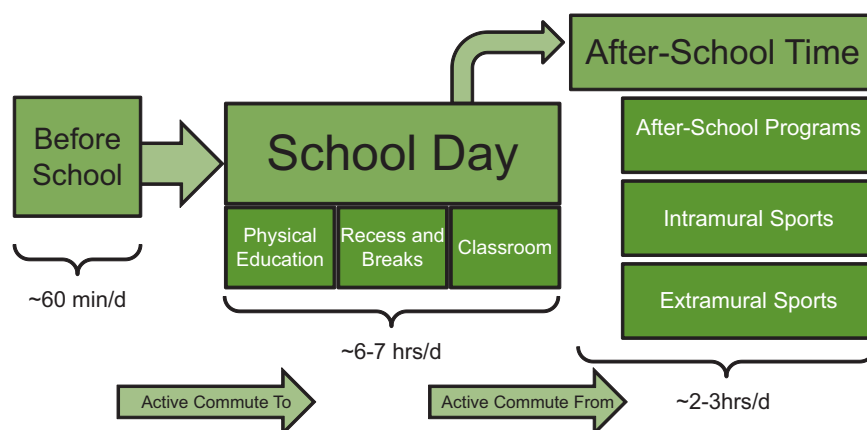 Before
School
~60 min/d
School Day
Physical
Education
Recess and
Breaks
Classroom
~6-7 hrs/d
After-School Time
After-School Programs
Intramural Sports
Extramural Sports
~2-3hrs/d
Active Commute To
Active Commute From